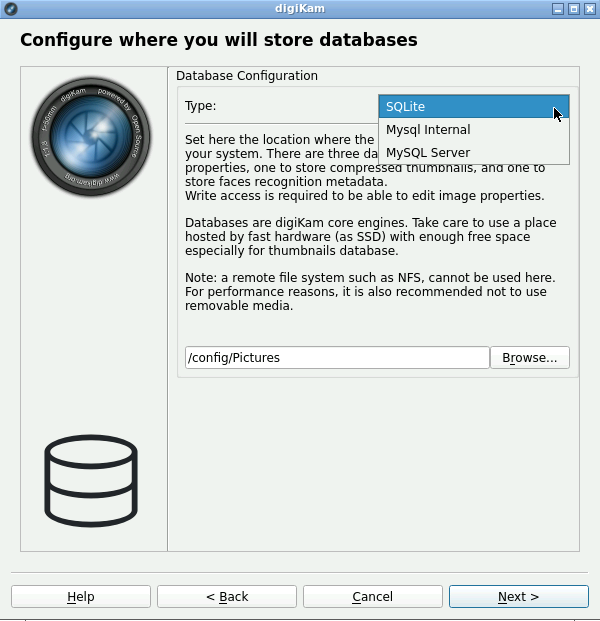 digiKam
Configure where you will store databases
digiKam
powered by
Open Source
www.digikam.org
Database Configuration
Type:
SQLite
Mysql Internal
MySQL Server
Set here the location where the
your system. There are three da
properties, one to store compressed thumbnails, and one to
store faces recognition metadata.
Write access is required to be able to edit image properties.
Databases are digiKam core engines. Take care to use a place
hosted by fast hardware (as SSD) with enough free space
especially for thumbnails database.
Note: a remote file system such as NFS, cannot be used here.
For performance reasons, it is also recommended not to use
removable media.
/config/Pictures
Browse...
Help
< Back
Cancel
Next >